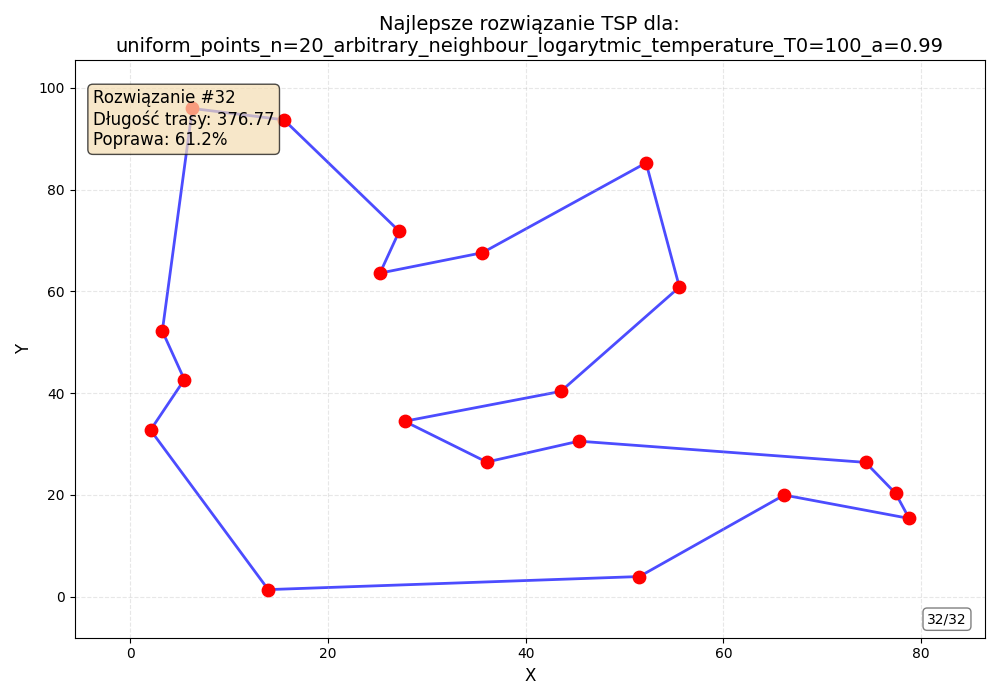 Najlepsze rozwiązanie TSP dla:
uniform_points_n=20_arbitrary_neighbour_logarytmic_temperature_T0=100_a=0.99
Rozwiązanie #32
Długość trasy: 376.77
Poprawa: 61.2%
100
80
60
40
20
0
Y
32/32
0 20 40 60 80
X